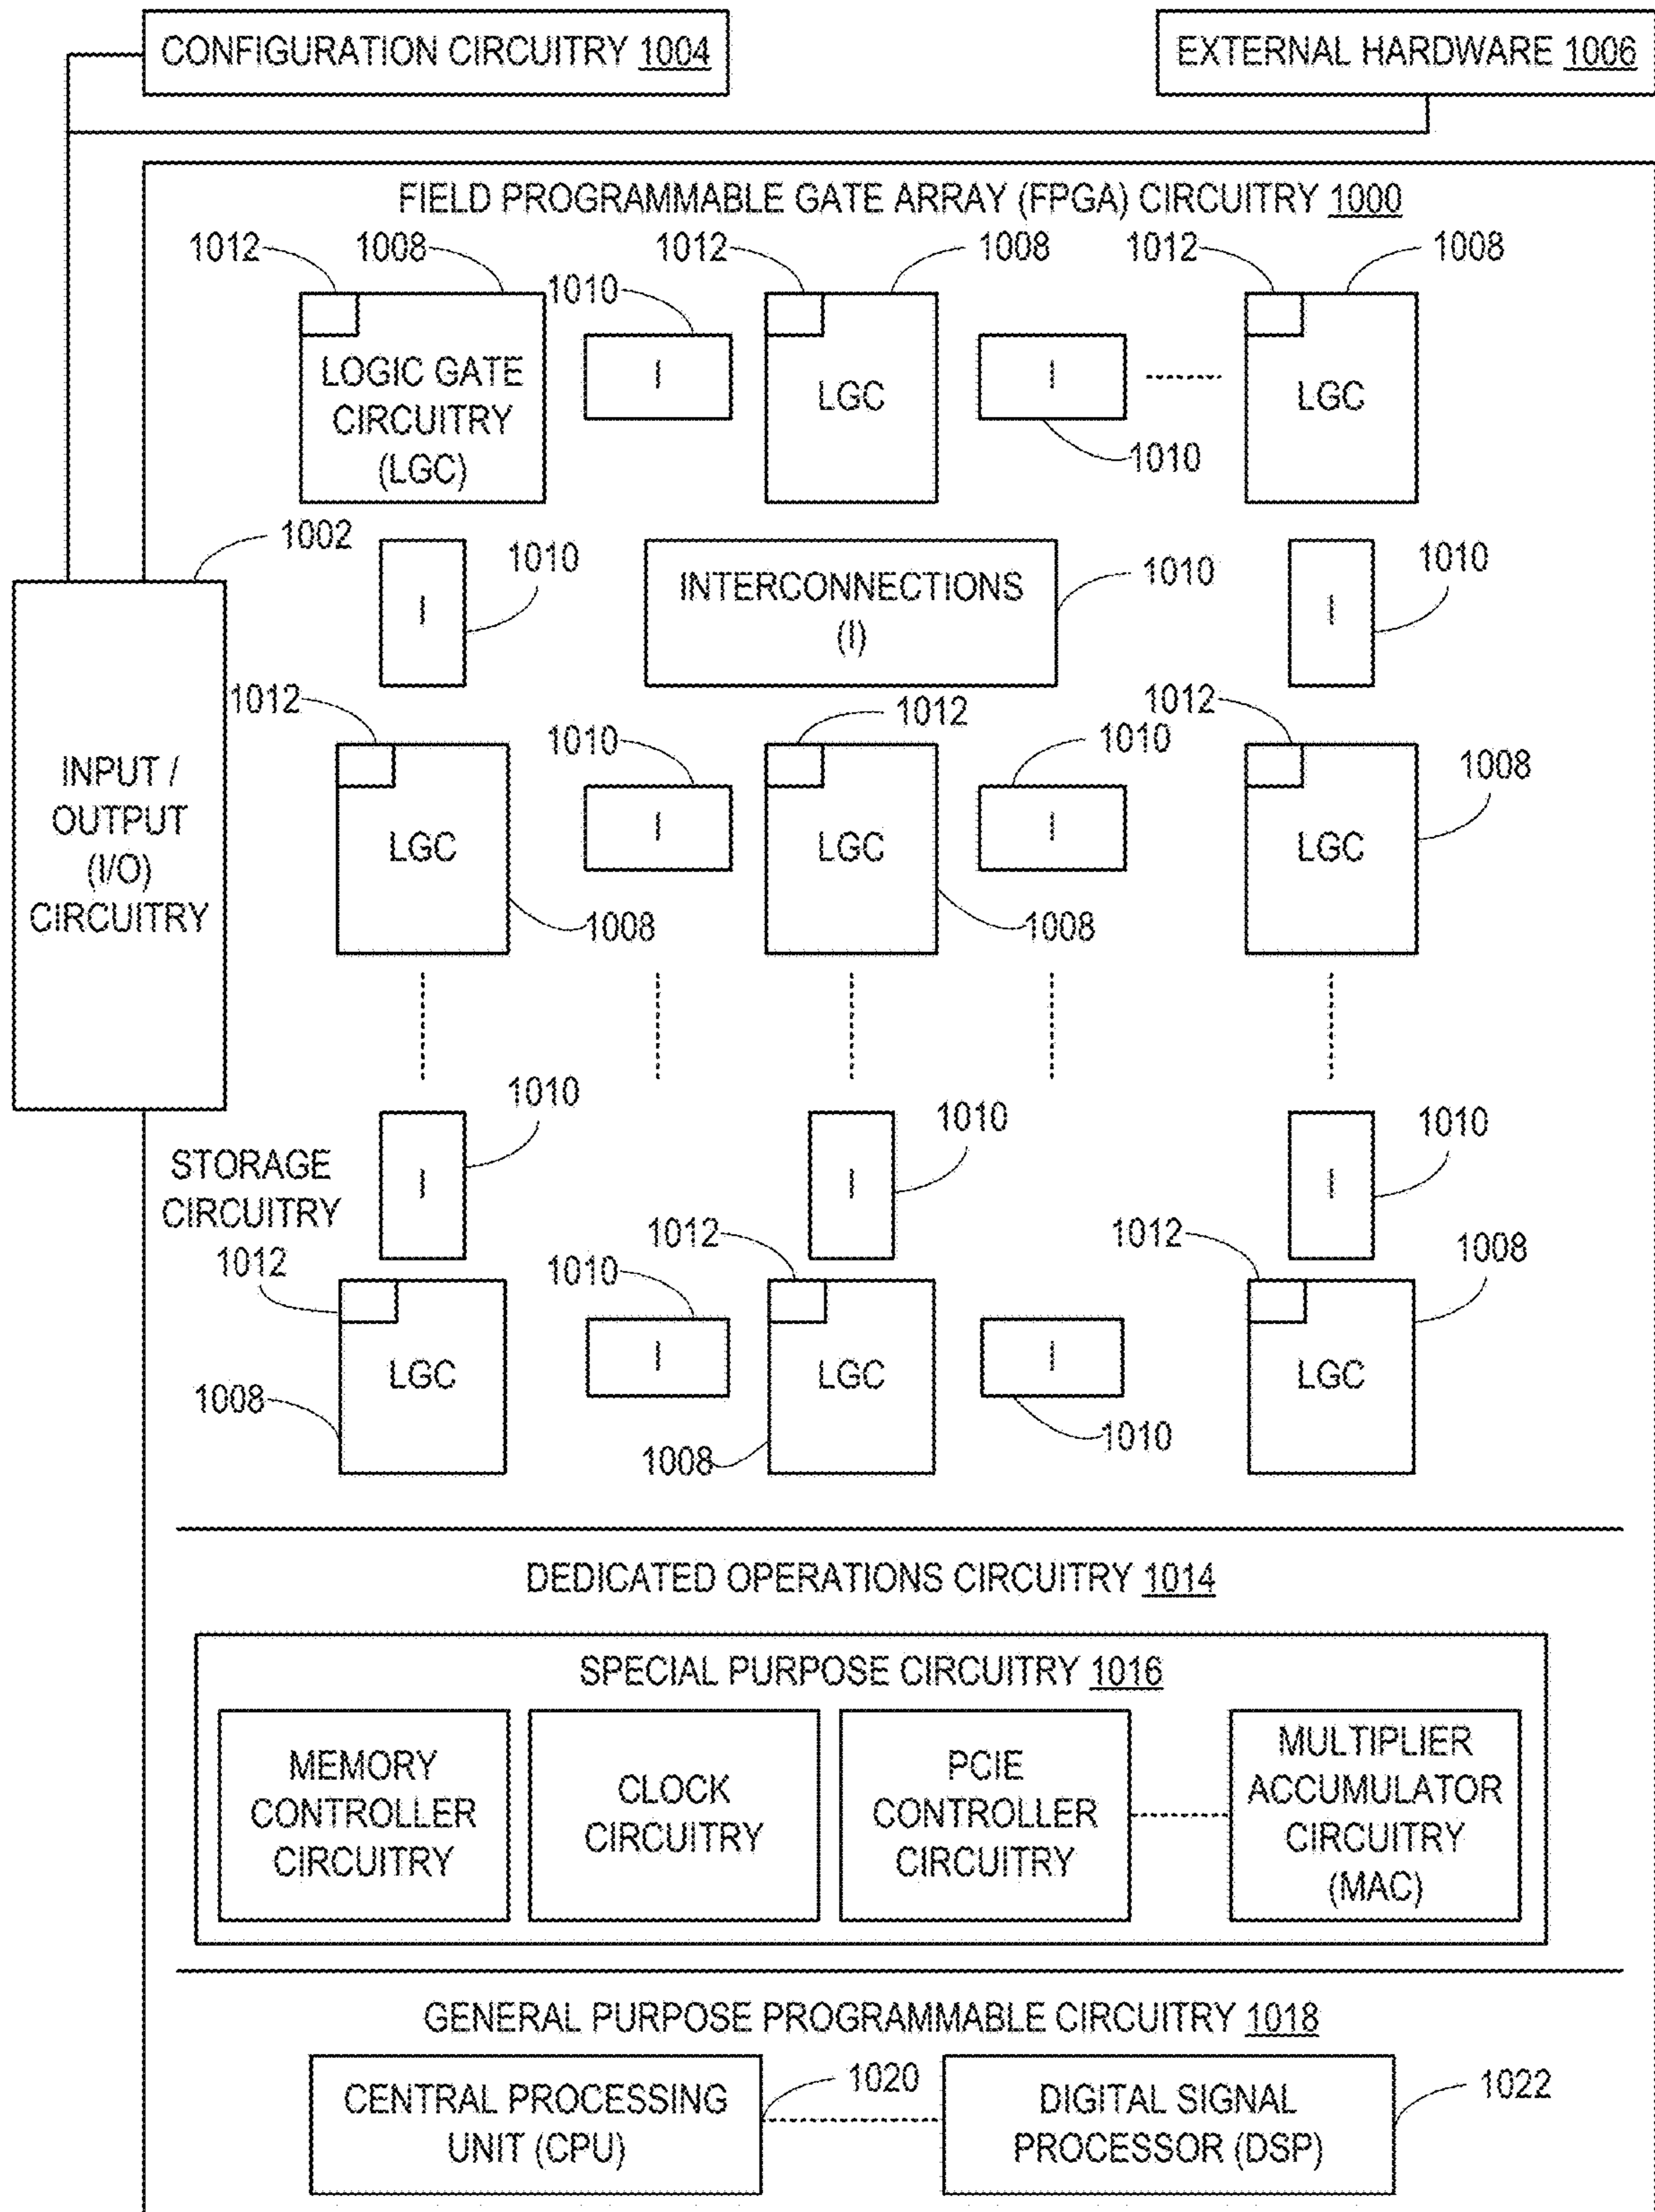 CONFIGURATION CIRCUITRY 1004
EXTERNAL HARDWARE 1006
FIELD PROGRAMMABLE GATE ARRAY (FPGA) CIRCUITRY 1000
1012
1008
1012
1008
1012
1008
1010
LOGIC GATE
CIRCUITRY
(LGC)
I
LGC
I
LGC
1010
1002
1010
1010
1010
I
INTERCONNECTIONS
(I)
I
1012
1012
1012
1010
1010
1008
INPUT /
OUTPUT
(I/O)
CIRCUITRY
LGC
I
LGC
I
LGC
1008
1008
1010
1010
1010
STORAGE
CIRCUITRY
1012
I
I
I
1012
1012
1008
1010
LGC
I
LGC
I
LGC
1008
1008
1010
DEDICATED OPERATIONS CIRCUITRY 1014
SPECIAL PURPOSE CIRCUITRY 1016
MEMORY
CONTROLLER
CIRCUITRY
CLOCK
CIRCUITRY
PCIE
CONTROLLER
CIRCUITRY
MULTIPLIER
ACCUMULATOR
CIRCUITRY
(MAC)
GENERAL PURPOSE PROGRAMMABLE CIRCUITRY 1018
CENTRAL PROCESSING
UNIT (CPU)
1020
DIGITAL SIGNAL
PROCESSOR (DSP)
1022